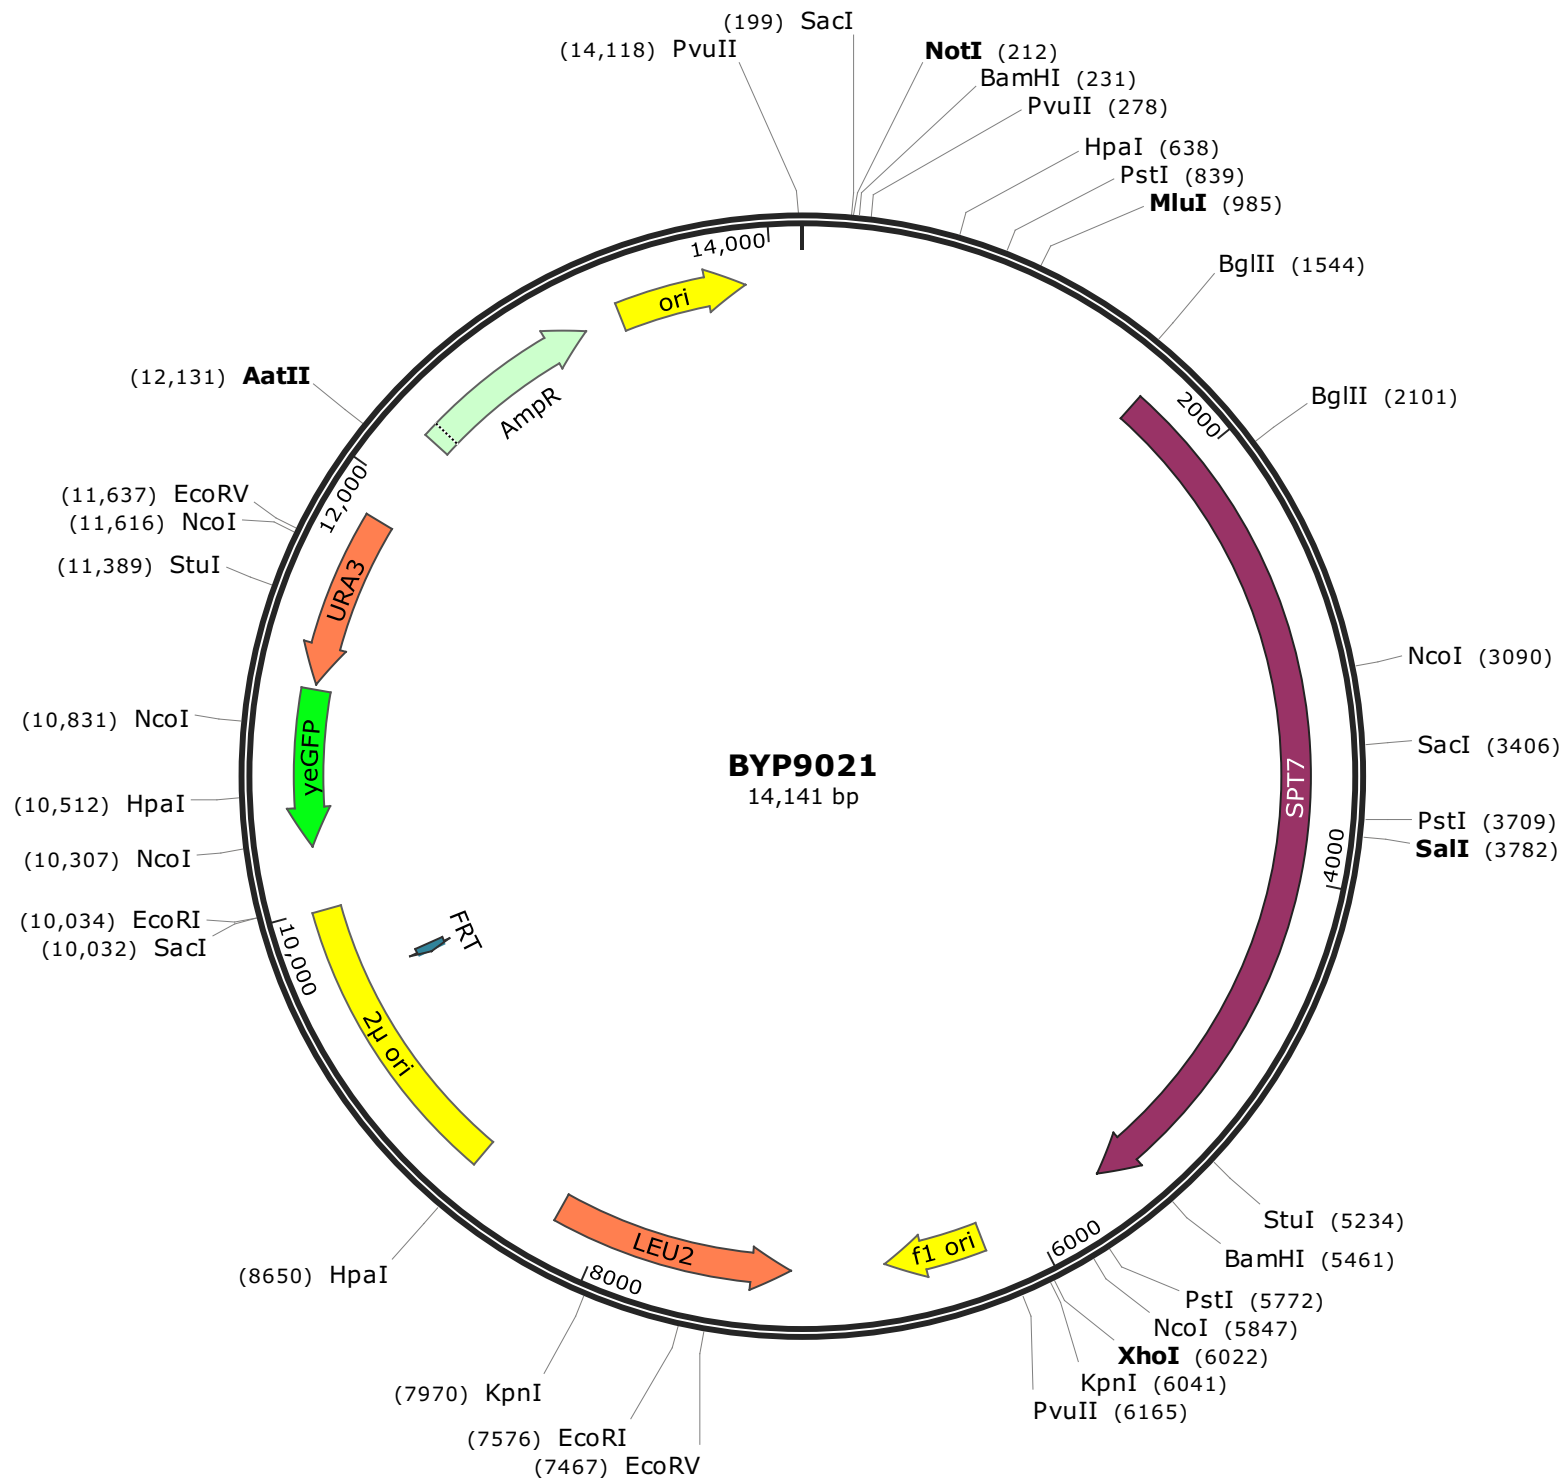 (199) SacI
(14,118) PvuII
NotI (212)
BamHI (231)
PvuII (278)
HpaI (638)
PstI (839)
MluI (985)
BglII (1544)
BglII (2101)
NcoI (3090)
SacI (3406)
PstI (3709)
SalI (3782)
StuI (5234)
BamHI (5461)
PstI (5772)
NcoI (5847)
XhoI (6022)
KpnI (6041)
PvuII (6165)
(7467) EcoRV
(7576) EcoRI
(7970) KpnI
(8650) HpaI
(10,032) SacI
(10,034) EcoRI
(10,307) NcoI
(10,512) HpaI
(10,831) NcoI
(11,389) StuI
(11,616) NcoI
(11,637) EcoRV
(12,131) AatII
14,000
2000
4000
6000
8000
10,000
12,000
ori
AmpR
URA3
yeGFP
FRT
2μ ori
LEU2
f1 ori
SPT7
BYP9021
14,141 bp